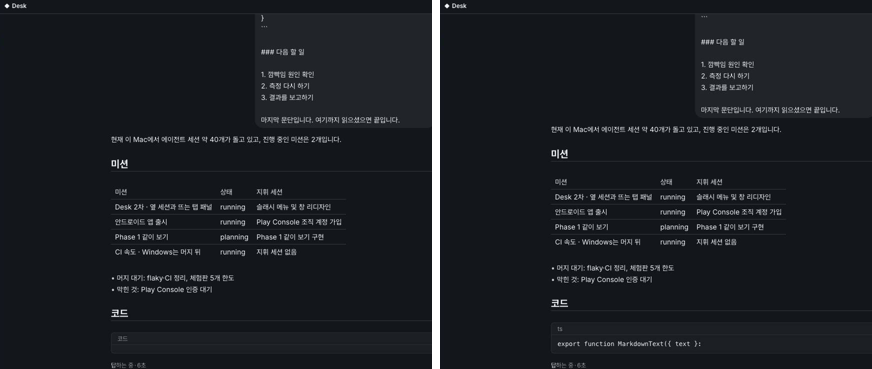 ◆ Desk
}
```
### 다음 할 일
1. 깜빡임 원인 확인
2. 측정 다시 하기
3. 결과를 보고하기
마지막 문단입니다. 여기까지 읽으셨으면 끝입니다.
현재 이 Mac에서 에이전트 세션 약 40개가 돌고 있고, 진행 중인 미션은 2개입니다.
미션
미션 상태 지휘 세션
Desk 2차 · 옆 세션과 뜨는 탭 패널 running 슬래시 메뉴 및 창 리디자인
안드로이드 앱 출시 running Play Console 조직 계정 가입
Phase 1 같이 보기 planning Phase 1 같이 보기 구현
CI 속도 · Windows는 머지 뒤 running 지휘 세션 없음
• 머지 대기: flaky·CI 정리, 체험판 5개 한도
• 막힌 것: Play Console 인증 대기
코드
코드
답하는 중 · 6초
◆ Desk
```
### 다음 할 일
1. 깜빡임 원인 확인
2. 측정 다시 하기
3. 결과를 보고하기
마지막 문단입니다. 여기까지 읽으셨으면 끝입니다.
현재 이 Mac에서 에이전트 세션 약 40개가 돌고 있고, 진행 중인 미션은 2개입니다.
미션
미션 상태 지휘 세션
Desk 2차 · 옆 세션과 뜨는 탭 패널 running 슬래시 메뉴 및 창 리디자인
안드로이드 앱 출시 running Play Console 조직 계정 가입
Phase 1 같이 보기 planning Phase 1 같이 보기 구현
CI 속도 · Windows는 머지 뒤 running 지휘 세션 없음
• 머지 대기: flaky·CI 정리, 체험판 5개 한도
• 막힌 것: Play Console 인증 대기
코드
ts
export function MarkdownText({ text }:
답하는 중 · 6초